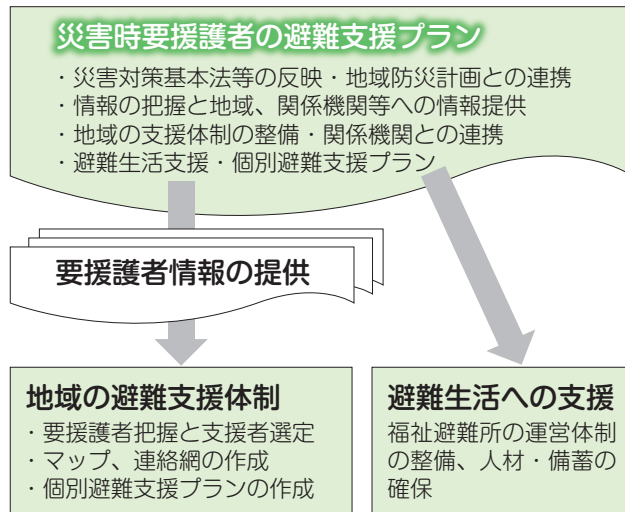 災害時要援護者の避難支援プラン
・災害対策基本法等の反映・地域防災計画との連携
・情報の把握と地域、関係機関等への情報提供
・地域の支援体制の整備・関係機関との連携
・避難生活支援・個別避難支援プラン
要援護者情報の提供
地域の避難支援体制
・要援護者把握と支援者選定
・マップ、連絡網の作成
・個別避難支援プランの作成
避難生活への支援
福祉避難所の運営体制
の整備、人材・備蓄の
確保